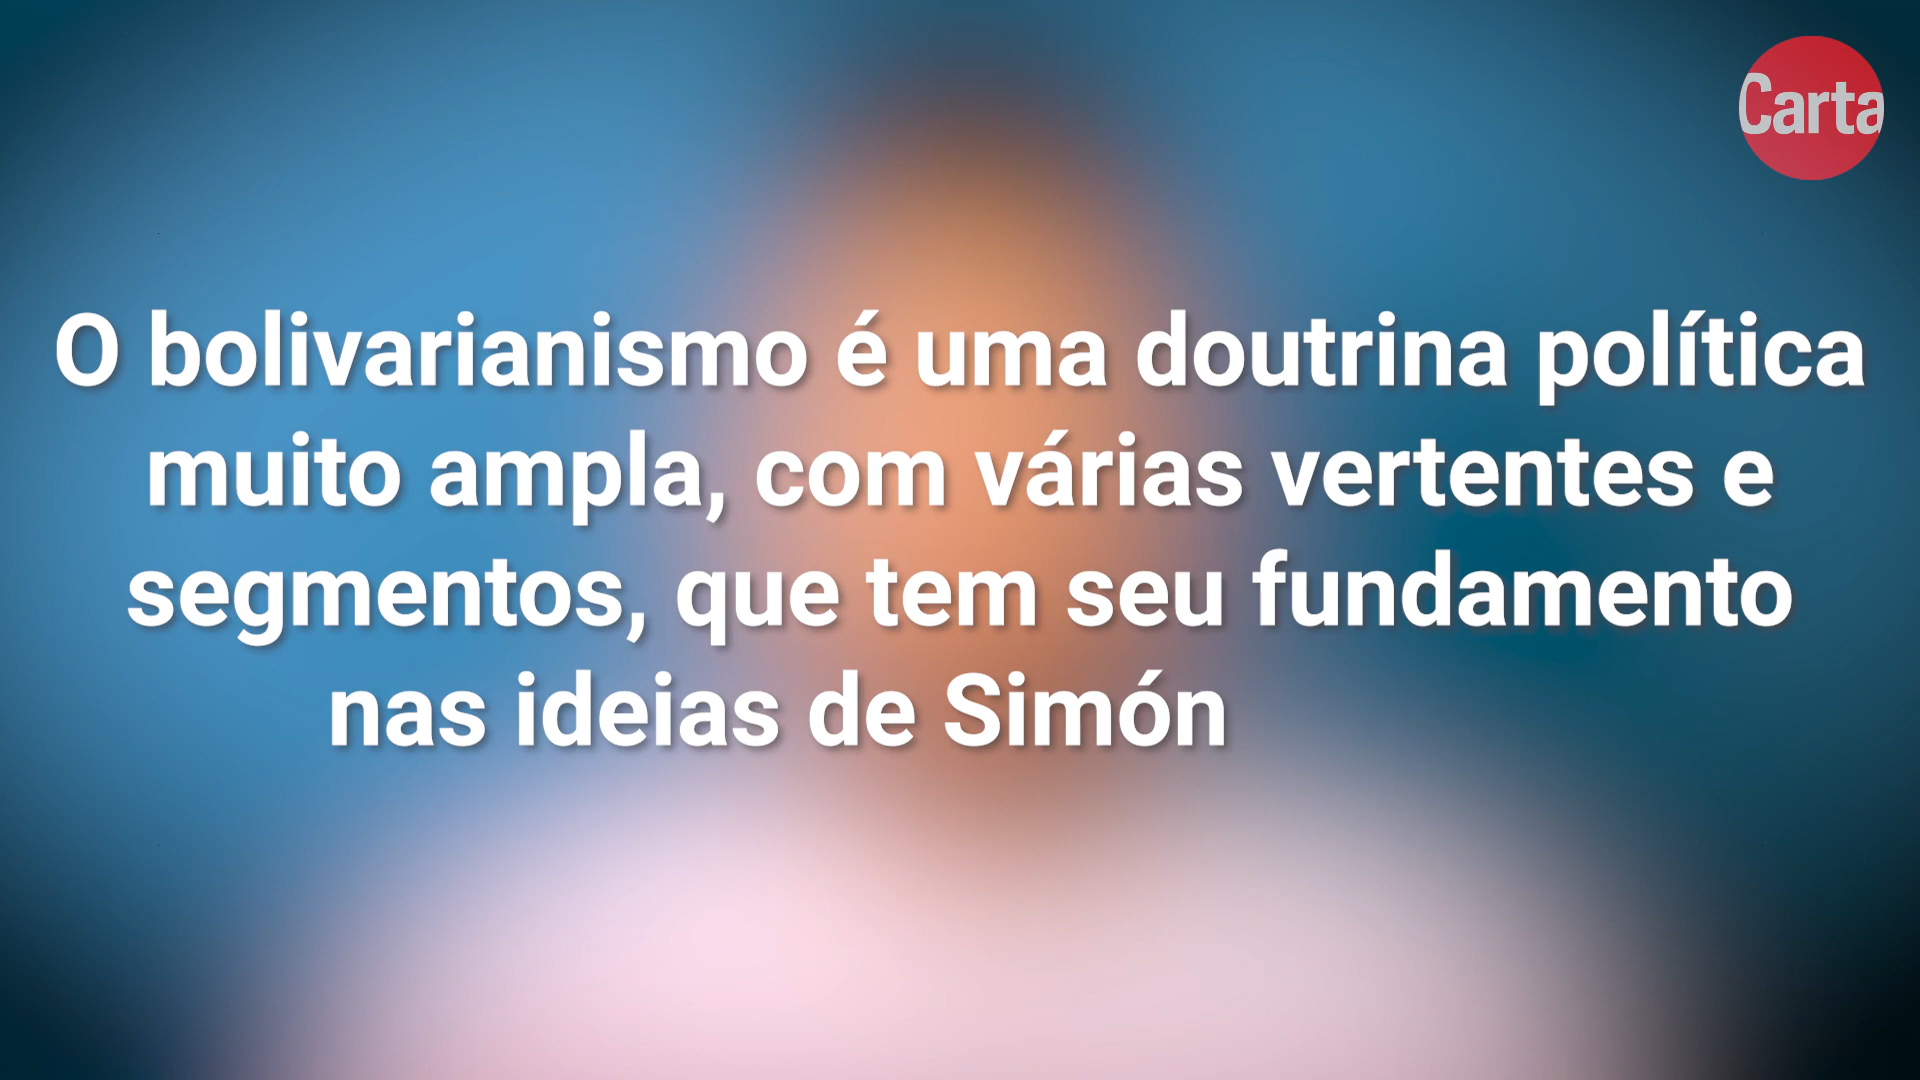 Carta
O bolivarianismo é uma doutrina política
muito ampla, com várias vertentes e
segmentos, que tem seu fundamento
nas ideias de Simón